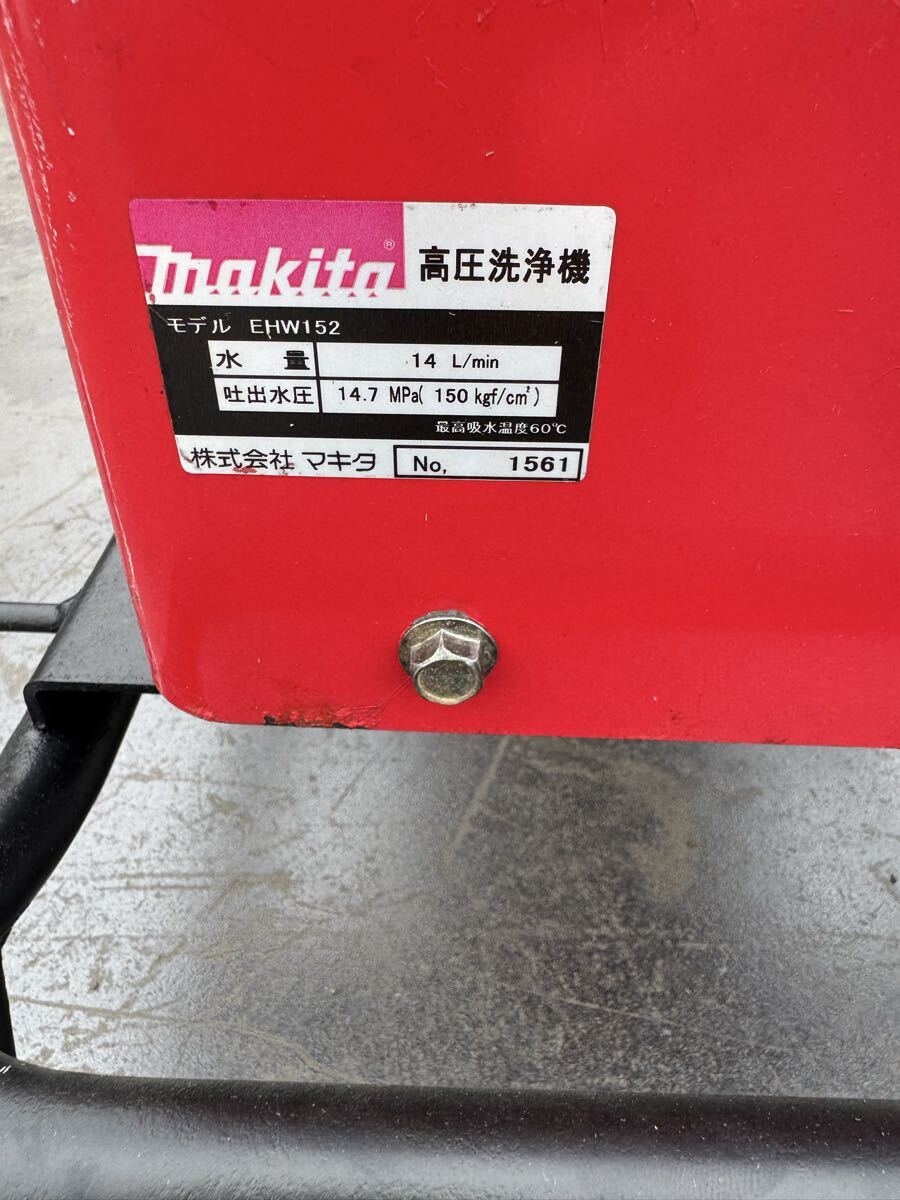 makita® 高圧洗浄機
モデル EHW152
水量 14 L/min
吐出水圧 14.7 MPa( 150 kgf/cm²)
最高吸水温度60℃
株式会社 マキタ No, 1561